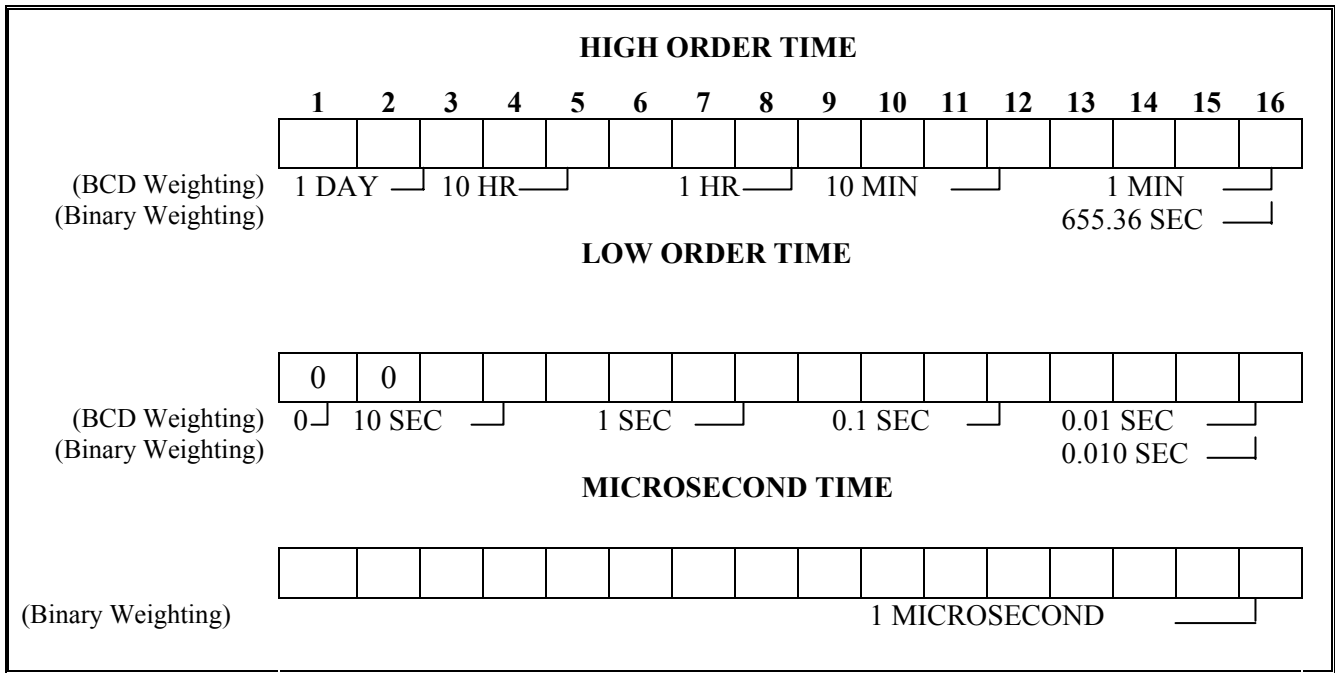 HIGH ORDER TIME
1 2 3 4 5 6 7 8 9 10 11 12 13 14 15 16
(BCD Weighting) 1 DAY 10 HR 1 HR 10 MIN 1 MIN
(Binary Weighting) 655.36 SEC
LOW ORDER TIME
0 0
(BCD Weighting) 0 10 SEC 1 SEC 0.1 SEC 0.01 SEC
(Binary Weighting) 0.010 SEC
MICROSECOND TIME
(Binary Weighting) 1 MICROSECOND